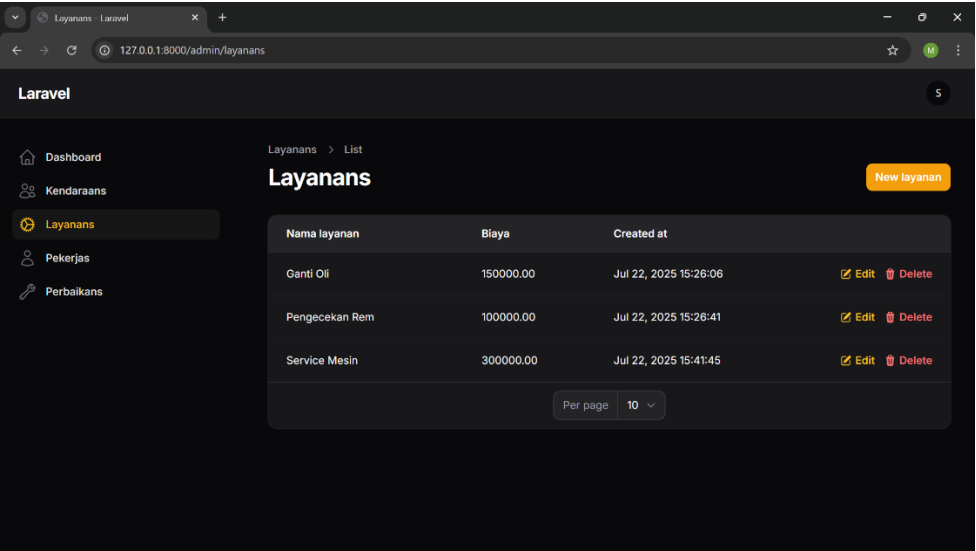 Layanans - Laravel
127.0.0.1:8000/admin/layanans
M
Laravel
S
Dashboard
Kendaraans
Layanans
Pekerjas
Perbaikans
Layanans > List
Layanans
New layanan
Nama layanan Biaya Created at
Ganti Oli 150000.00 Jul 22, 2025 15:26:06 Edit Delete
Pengecekan Rem 100000.00 Jul 22, 2025 15:26:41 Edit Delete
Service Mesin 300000.00 Jul 22, 2025 15:41:45 Edit Delete
Per page 10